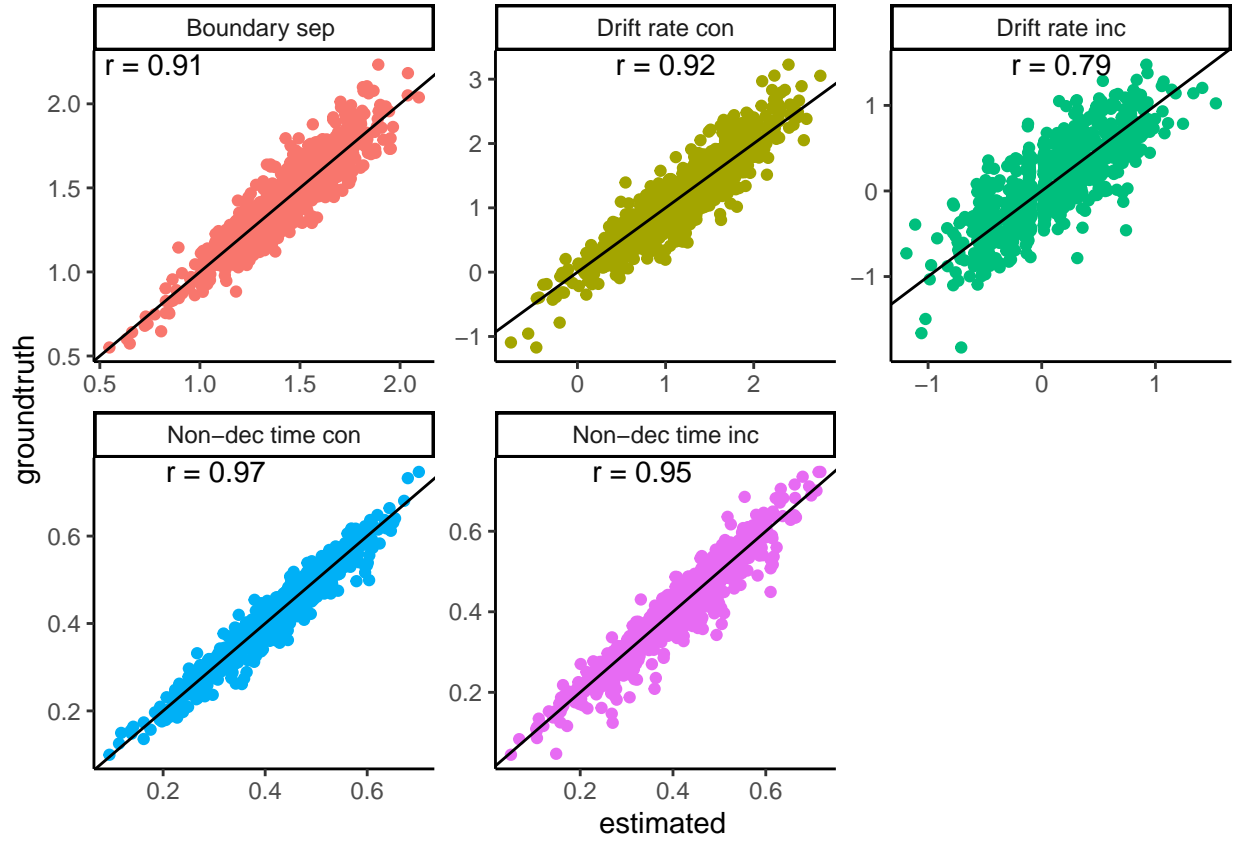 Boundary sep
Drift rate con
Drift rate inc
r = 0.91
r = 0.92
r = 0.79
2.0
1.5
1.0
0.5
3
2
1
0
−1
1
0
−1
0.5 1.0 1.5 2.0
0 1 2
−1 0 1
groundtruth
Non−dec time con
Non−dec time inc
r = 0.97
r = 0.95
0.6
0.4
0.2
0.6
0.4
0.2
0.2 0.4 0.6
0.2 0.4 0.6
estimated